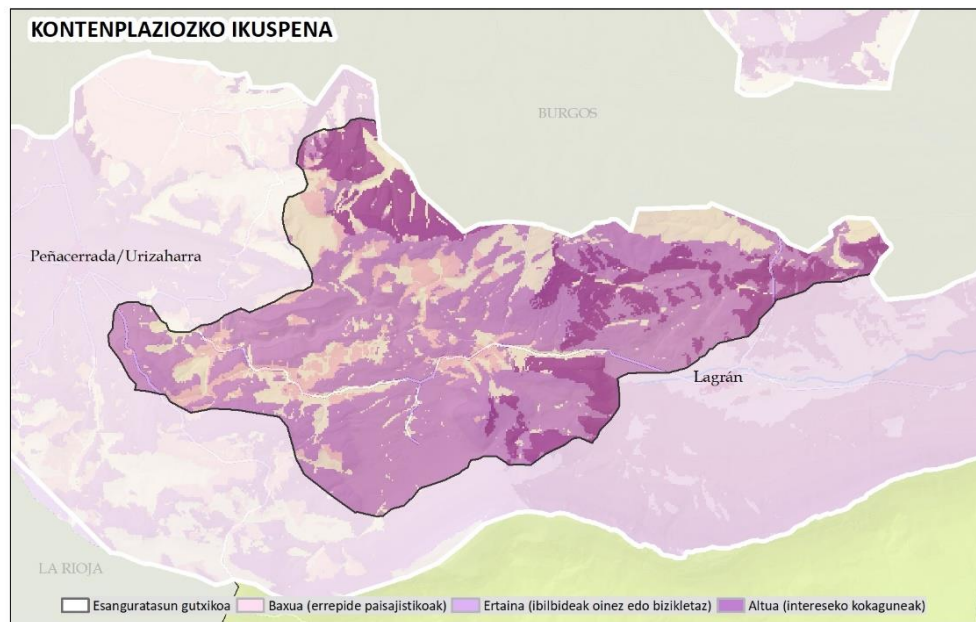 KONTENPLAZIOZKO IKUSPENA
BURGOS
Peñacerrada/Urizaharra
Lagrán
LA RIOJA
Esanguratasun gutxikoa Baxua (errepide paisajistikoak) Ertaina (ibilbideak oinez edo bizikletaz) Altua (intereseko kokaguneak)